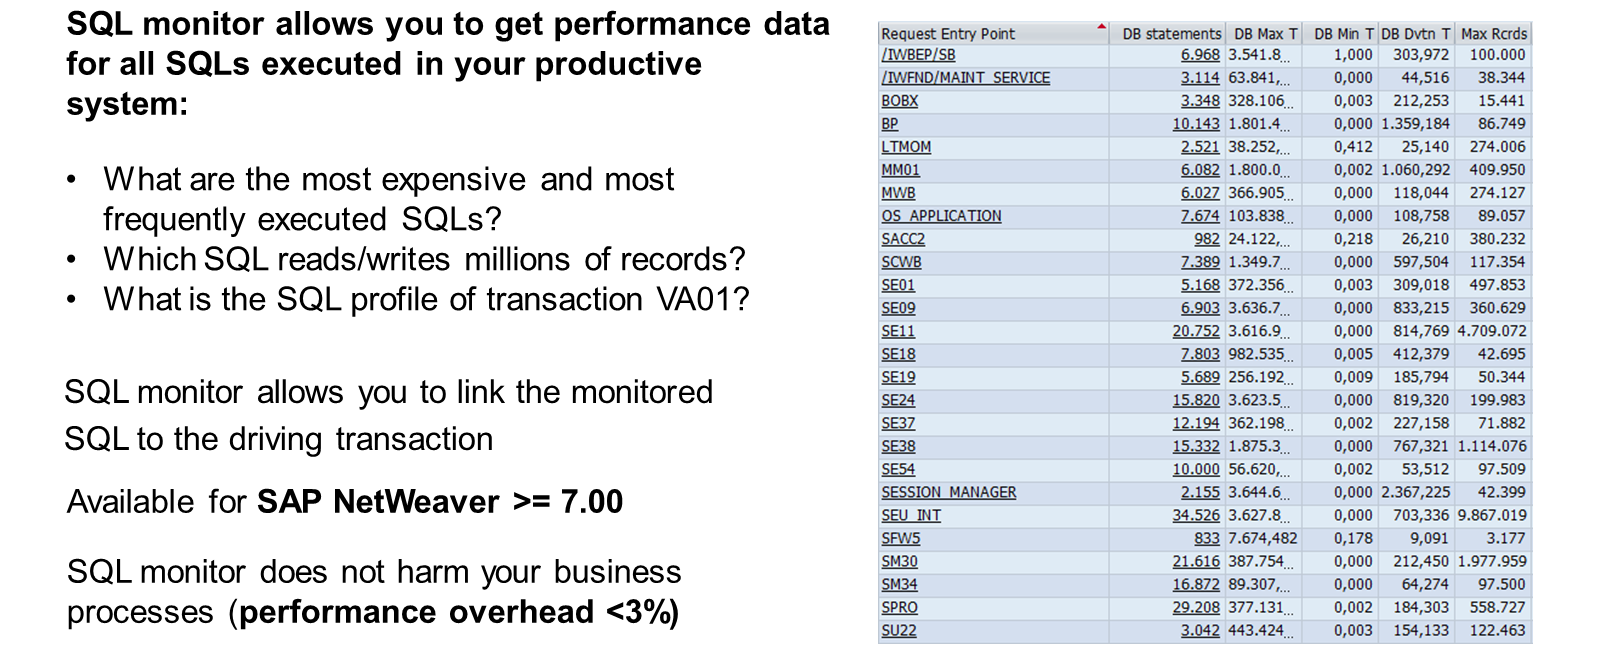 SQL monitor allows you to get performance data
for all SQLs executed in your productive
system:
• What are the most expensive and most
frequently executed SQLs?
• Which SQL reads/writes millions of records?
• What is the SQL profile of transaction VA01?
SQL monitor allows you to link the monitored
SQL to the driving transaction
Available for SAP NetWeaver >= 7.00
SQL monitor does not harm your business
processes (performance overhead <3%)
Request Entry Point DB statements DB Max T DB Min T DB Dvtn T Max Rcrds
/IWBEP/SB 6.968 3.541.8... 1,000 303,972 100.000
/IWFND/MAINT_SERVICE 3.114 63.841,... 0,000 44,516 38.344
BOBX 3.348 328.106... 0,003 212,253 15.441
BP 10.143 1.801.4... 0,000 1.359,184 86.749
LTMOM 2.521 38.252,... 0,412 25,140 274.006
MM01 6.082 1.800.0... 0,002 1.060,292 409.950
MWB 6.027 366.905... 0,000 118,044 274.127
OS_APPLICATION 7.674 103.838... 0,000 108,758 89.057
SACC2 982 24.122,... 0,218 26,210 380.232
SCWB 7.389 1.349.7... 0,000 597,504 117.354
SE01 5.168 372.356... 0,003 309,018 497.853
SE09 6.903 3.636.7... 0,000 833,215 360.629
SE11 20.752 3.616.9... 0,000 814,769 4.709.072
SE18 7.803 982.535... 0,005 412,379 42.695
SE19 5.689 256.192... 0,009 185,794 50.344
SE24 15.820 3.623.5... 0,000 819,320 199.983
SE37 12.194 362.198... 0,002 227,158 71.882
SE38 15.332 1.875.3... 0,000 767,321 1.114.076
SE54 10.000 56.620,... 0,002 53,512 97.509
SESSION_MANAGER 2.155 3.644.6... 0,000 2.367,225 42.399
SEU_INT 34.526 3.627.8... 0,000 703,336 9.867.019
SFW5 833 7.674,482 0,178 9,091 3.177
SM30 21.616 387.754... 0,000 212,450 1.977.959
SM34 16.872 89.307,... 0,000 64,274 97.500
SPRO 29.208 377.131... 0,002 184,303 558.727
SU22 3.042 443.424... 0,003 154,133 122.463